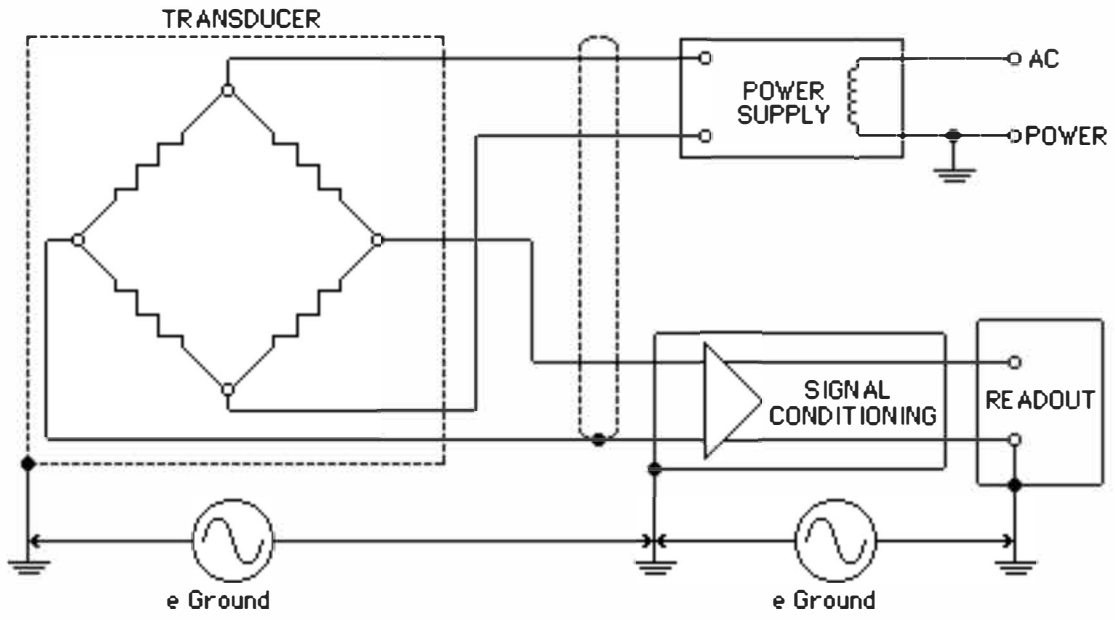 TRANSDUCER
AC
POWER
SUPPLY
POWER
SIGNAL
CONDITIONING
READOUT
e Ground
e Ground